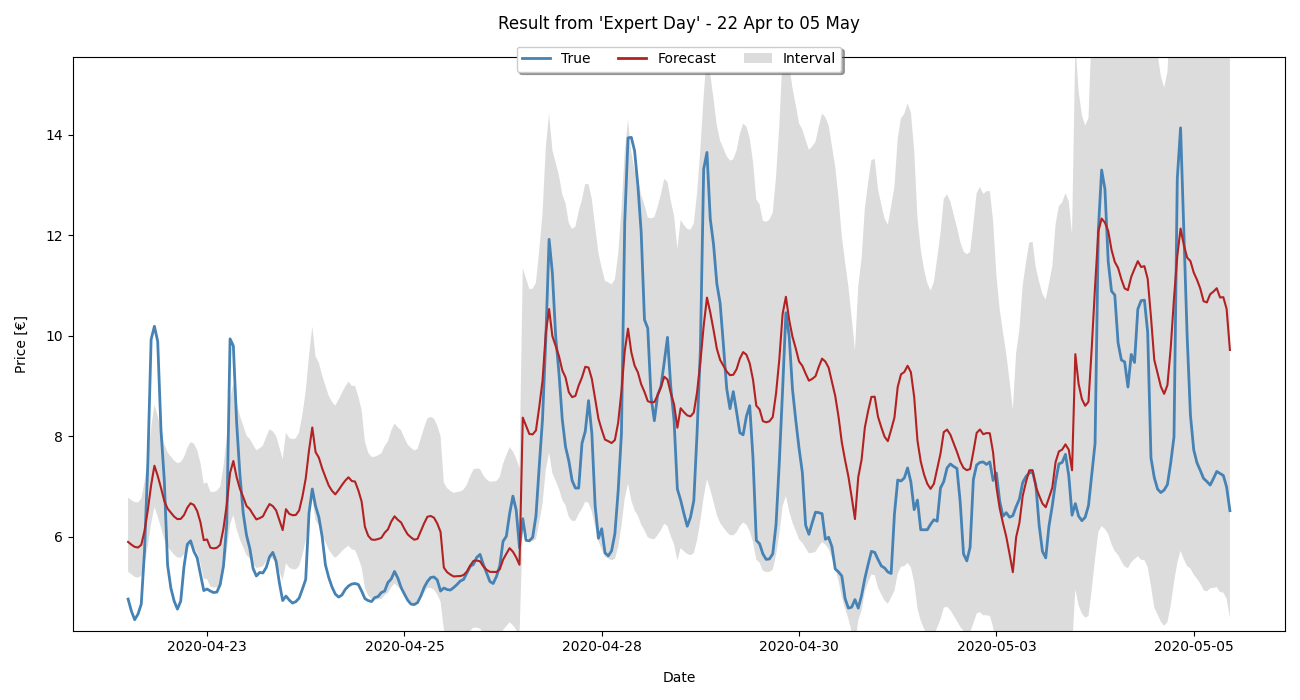 Result from 'Expert Day' - 22 Apr to 05 May
True Forecast Interval
Price [€]
14
12
10
8
6
2020-04-23 2020-04-25 2020-04-28 2020-04-30 2020-05-03 2020-05-05
Date